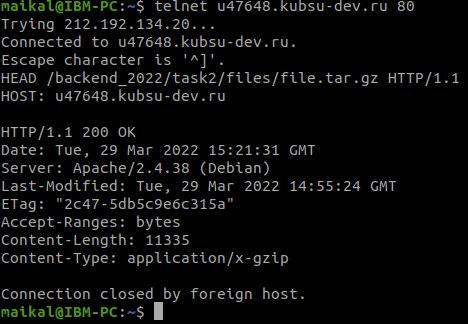 maikal@IBM-PC:~$ telnet u47648.kubsu-dev.ru 80
Trying 212.192.134.20...
Connected to u47648.kubsu-dev.ru.
Escape character is '^]'.
HEAD /backend_2022/task2/files/file.tar.gz HTTP/1.1
HOST: u47648.kubsu-dev.ru
HTTP/1.1 200 OK
Date: Tue, 29 Mar 2022 15:21:31 GMT
Server: Apache/2.4.38 (Debian)
Last-Modified: Tue, 29 Mar 2022 14:55:24 GMT
ETag: "2c47-5db5c9e6c315a"
Accept-Ranges: bytes
Content-Length: 11335
Content-Type: application/x-gzip
Connection closed by foreign host.
maikal@IBM-PC:~$